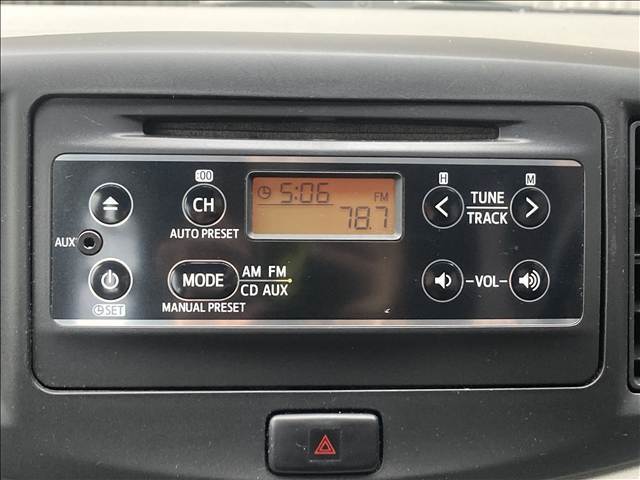 :00 H M
CH 5:06 FM TUNE
AUTO PRESET 78.7 TRACK
AUX
MODE AM FM VOL
CD AUX
SET MANUAL PRESET